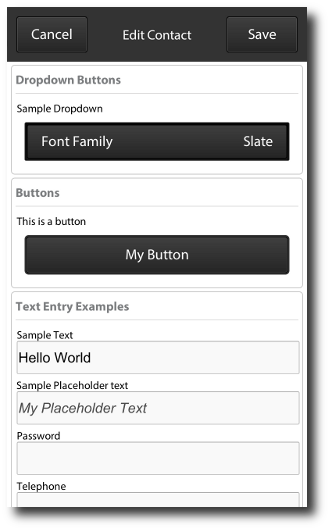 Cancel Edit Contact Save
Dropdown Buttons
Sample Dropdown
Font Family Slate
Buttons
This is a button
My Button
Text Entry Examples
Sample Text
Hello World
Sample Placeholder text
My Placeholder Text
Password
Telephone